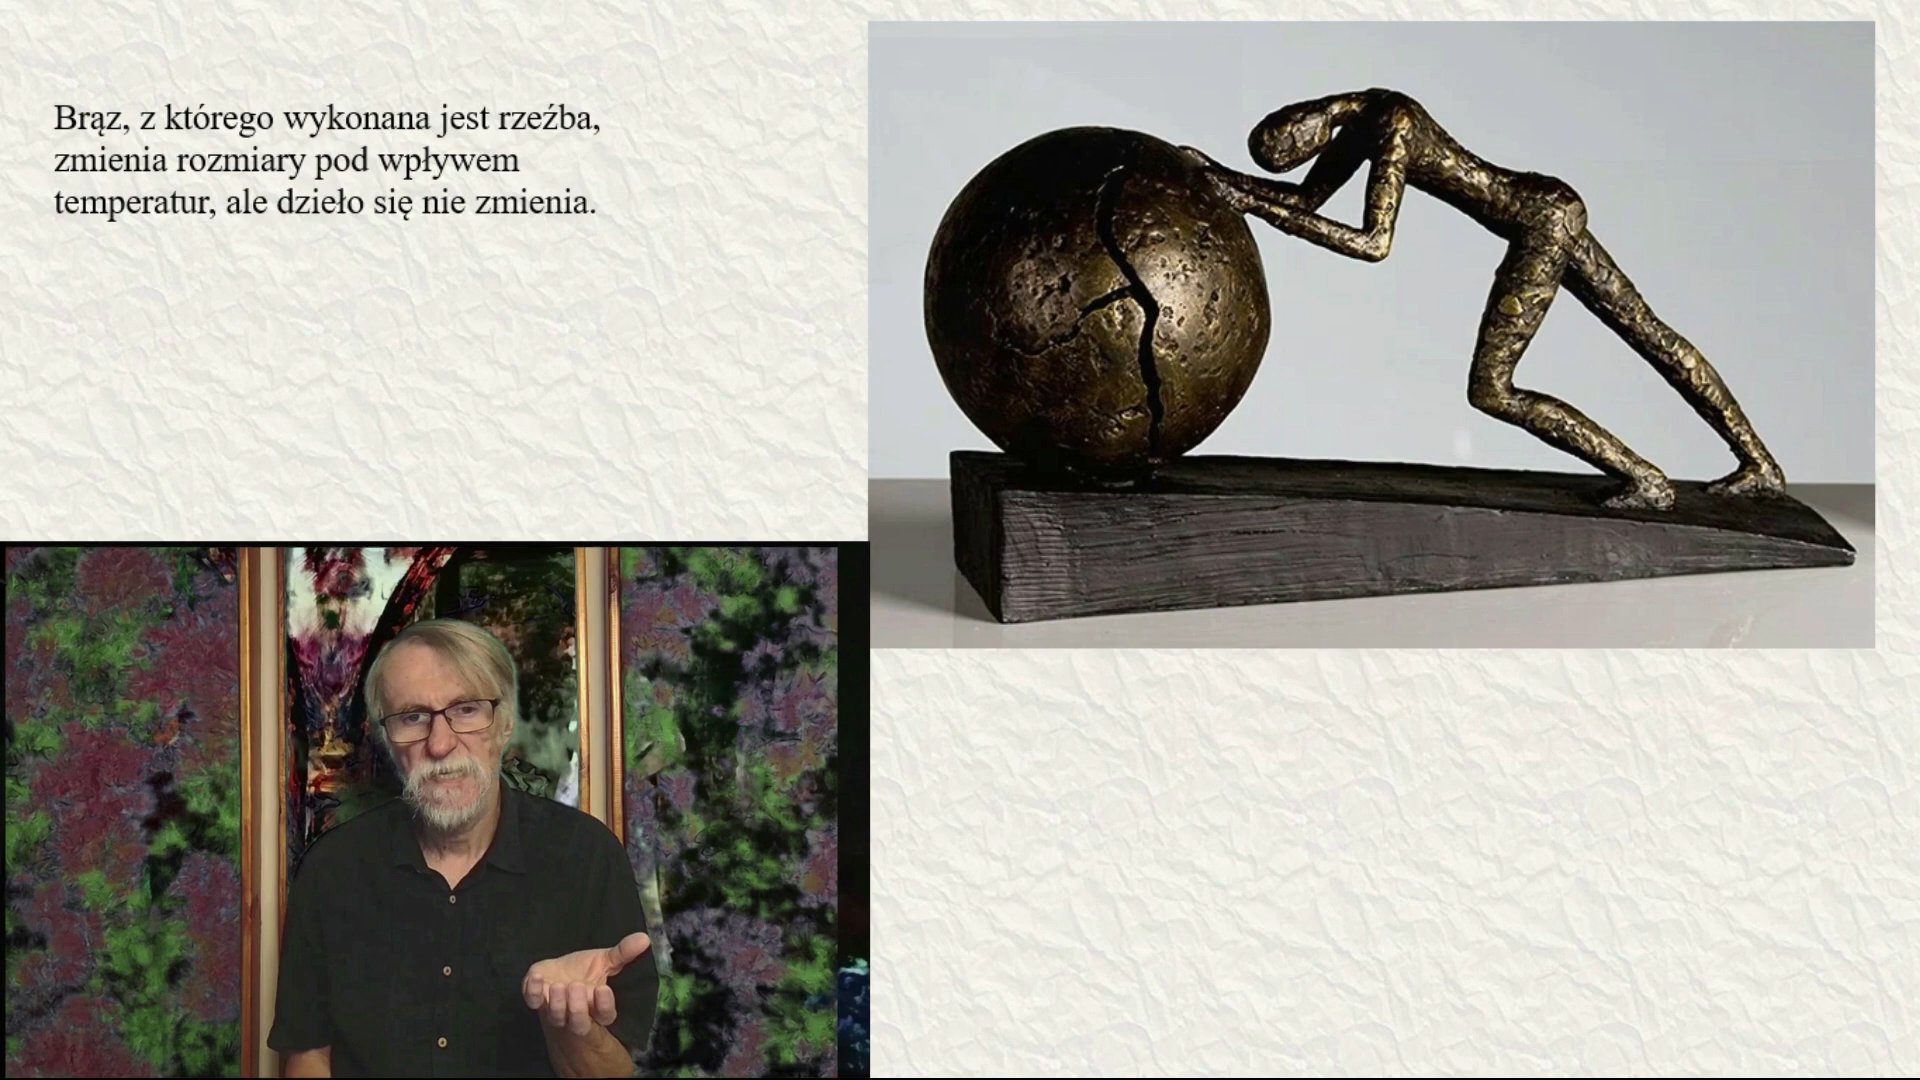 Brąz, z którego wykonana jest rzeźba,
zmienia rozmiary pod wpływem
temperatur, ale dzieło się nie zmienia.